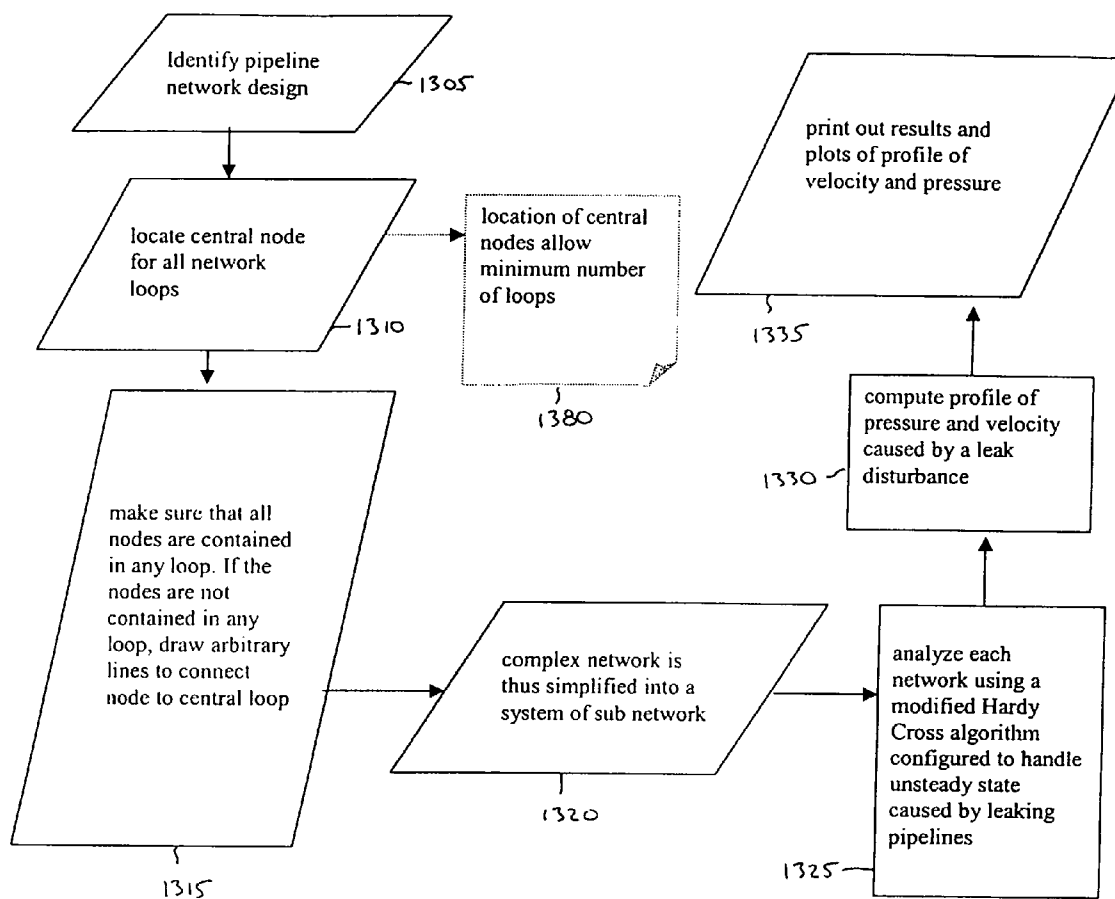 Identify pipeline
network design
1305
locate central node
for all network
loops
1310
location of central
nodes allow
minimum number
of loops
1380
make sure that all
nodes are contained
in any loop. If the
nodes are not
contained in any
loop, draw arbitrary
lines to connect
node to central loop
1315
complex network is
thus simplified into a
system of sub network
1320
analyze each
network using a
modified Hardy
Cross algorithm
configured to handle
unsteady state
caused by leaking
pipelines
1325
compute profile of
pressure and velocity
caused by a leak
disturbance
1330
print out results and
plots of profile of
velocity and pressure
1335